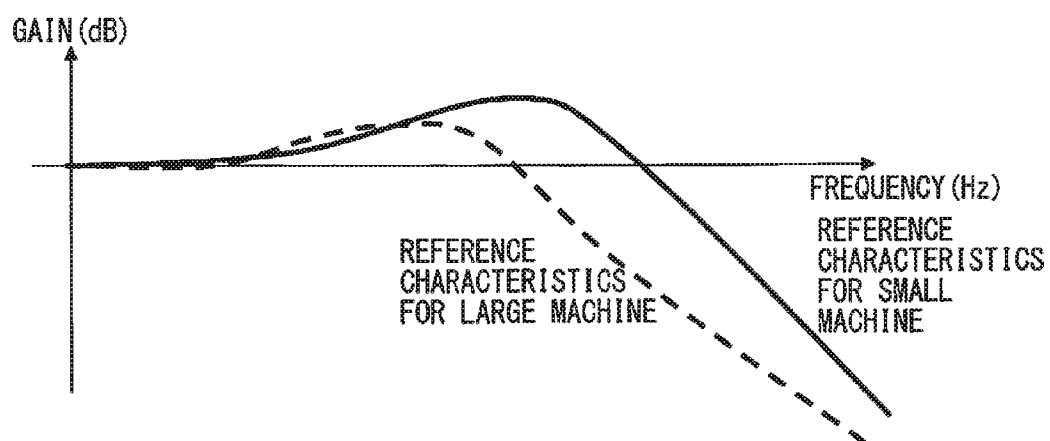 GAIN(dB)
FREQUENCY(Hz)
REFERENCE
CHARACTERISTICS
FOR LARGE MACHINE
REFERENCE
CHARACTERISTICS
FOR SMALL
MACHINE